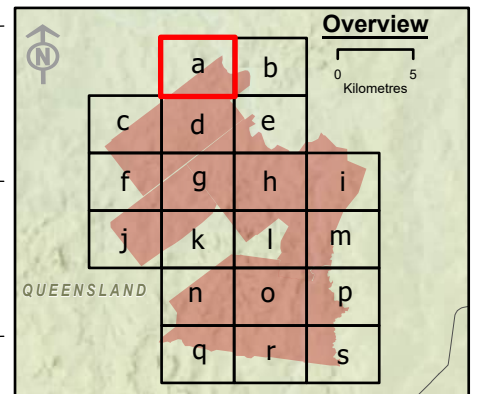 Overview
N
0 5
Kilometres
a b
c d e
f g h i
j k l m
QUEENSLAND
n o p
q r s